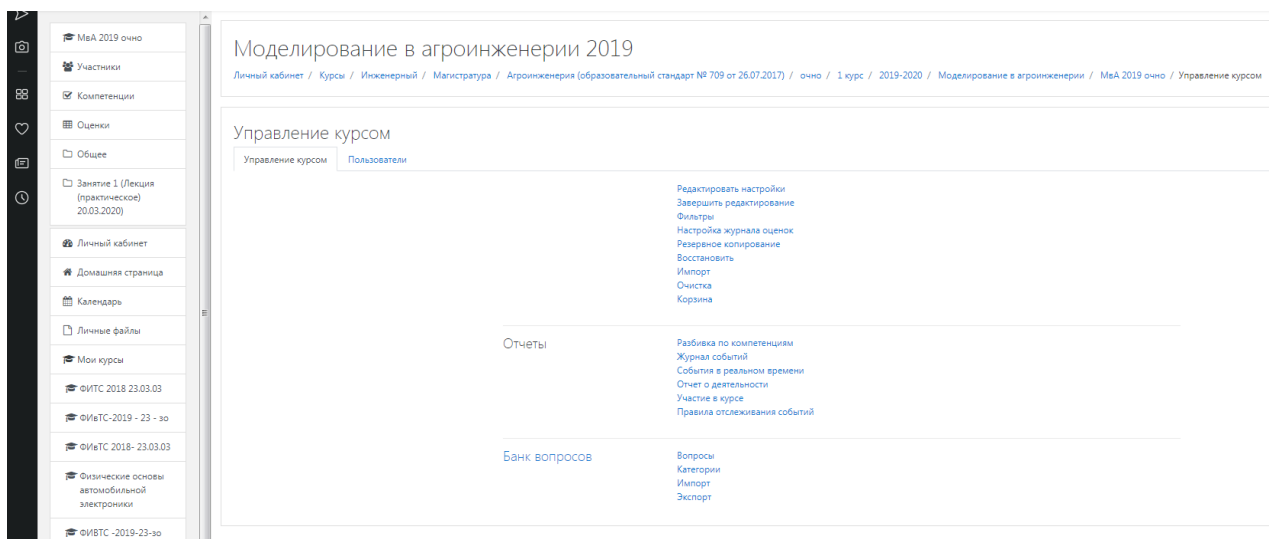 МвА 2019 очно
Участники
Компетенции
Оценки
Общее
Занятие 1 (Лекция
(практическое)
20.03.2020)
Личный кабинет
Домашняя страница
Календарь
Личные файлы
Мои курсы
ФИТС 2018 23.03.03
ФИвТС-2019 - 23 - зо
ФИвТС 2018- 23.03.03
Физические основы
автомобильной
электроники
ФИВТС -2019-23-зо
Моделирование в агроинженерии 2019
Личный кабинет / Курсы / Инженерный / Магистратура / Агроинженерия (образовательный стандарт № 709 от 26.07.2017) / очно / 1 курс / 2019-2020 / Моделирование в агроинженерии / МвА 2019 очно / Управление курсом
Управление курсом
Управление курсом Пользователи
Редактировать настройки
Завершить редактирование
Фильтры
Настройка журнала оценок
Резервное копирование
Восстановить
Импорт
Очистка
Корзина
Отчеты
Разбивка по компетенциям
Журнал событий
События в реальном времени
Отчет о деятельности
Участие в курсе
Правила отслеживания событий
Банк вопросов
Вопросы
Категории
Импорт
Экспорт